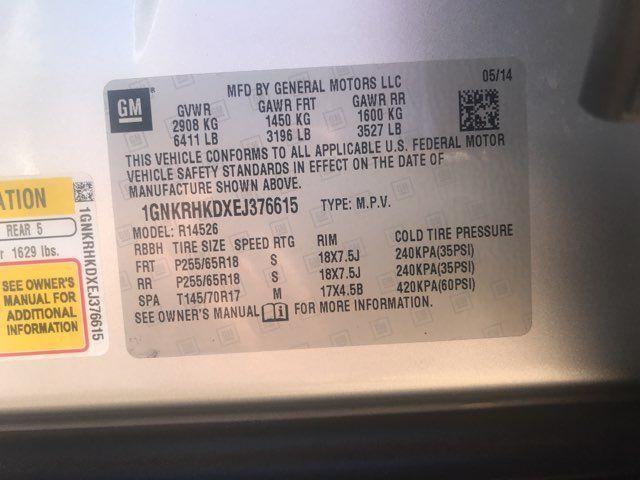 MFD BY GENERAL MOTORS LLC 05/14
GM
GVWR GAWR FRT GAWR RR
2908 KG 1450 KG 1600 KG
6411 LB 3196 LB 3527 LB
THIS VEHICLE CONFORMS TO ALL APPLICABLE U.S. FEDERAL MOTOR
VEHICLE SAFETY STANDARDS IN EFFECT ON THE DATE OF
MANUFACTURE SHOWN ABOVE.
1GNKRHKDXEJ376615 TYPE: M.P.V.
MODEL: R14526
RBBH TIRE SIZE SPEED RTG RIM COLD TIRE PRESSURE
FRT P255/65R18 S 18X7.5J 240KPA(35PSI)
RR P255/65R18 S 18X7.5J 240KPA(35PSI)
SPA T145/70R17 M 17X4.5B 420KPA(60PSI)
SEE OWNER'S MANUAL FOR MORE INFORMATION.
ATION
REAR 5
r 1629 lbs.
SEE OWNER'S
MANUAL FOR
ADDITIONAL
INFORMATION
1GNKRHKDXEJ376615